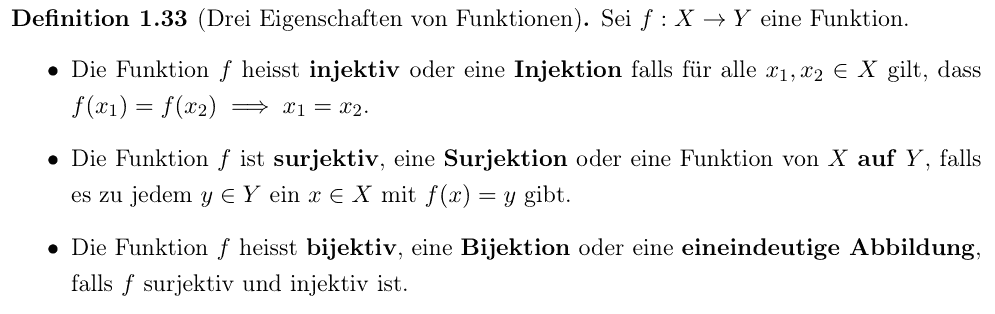 Definition 1.33 (Drei Eigenschaften von Funktionen). Sei f : X → Y eine Funktion.
• Die Funktion f heisst injektiv oder eine Injektion falls für alle x₁, x₂ ∈ X gilt, dass
f(x₁) = f(x₂) ⟹ x₁ = x₂.
• Die Funktion f ist surjektiv, eine Surjektion oder eine Funktion von X auf Y, falls
es zu jedem y ∈ Y ein x ∈ X mit f(x) = y gibt.
• Die Funktion f heisst bijektiv, eine Bijektion oder eine eineindeutige Abbildung,
falls f surjektiv und injektiv ist.